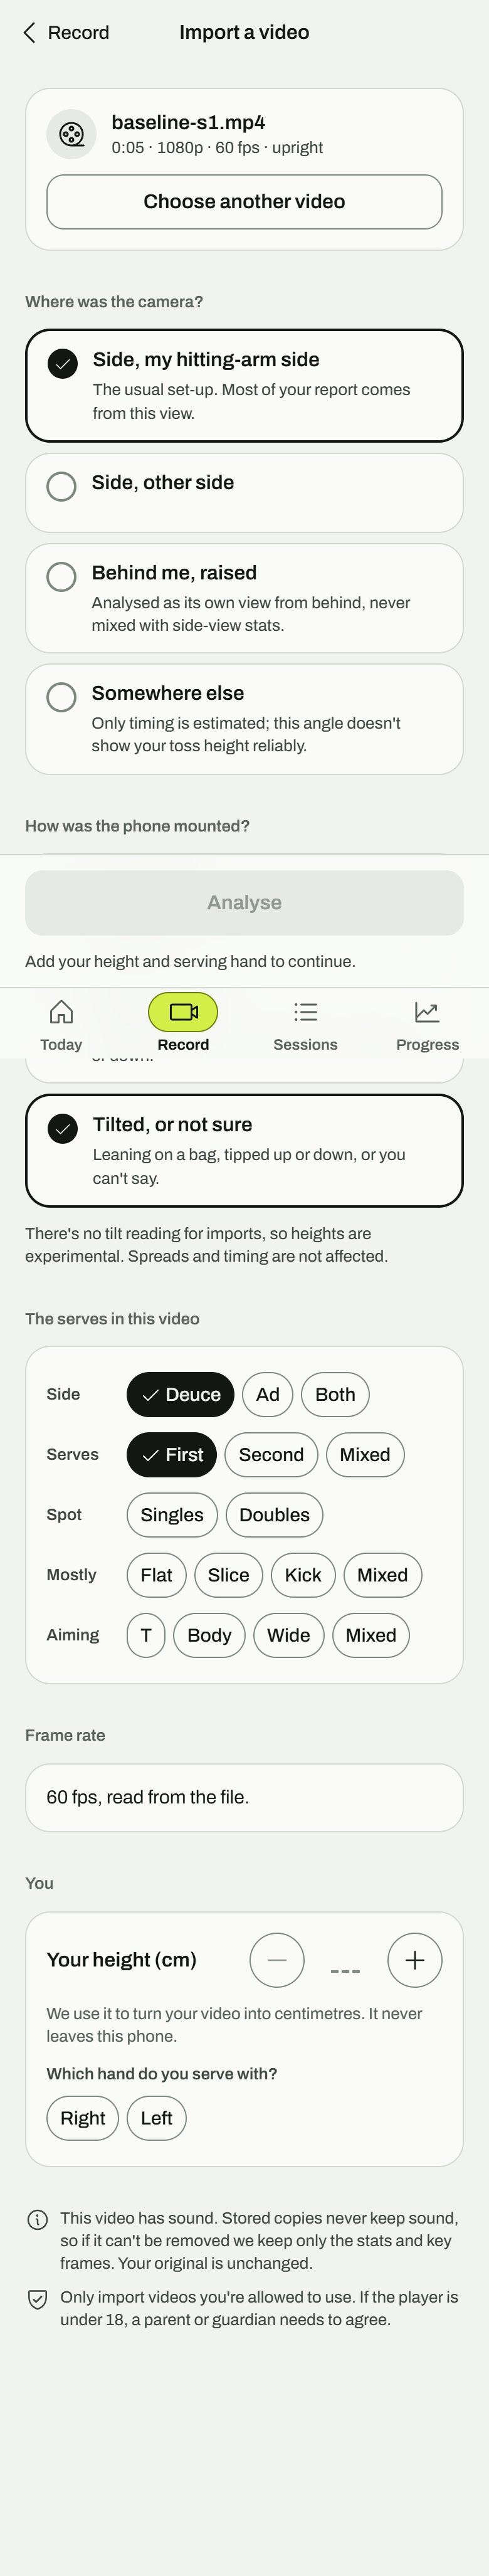 Record
Import a video
baseline-s1.mp4
0:05 · 1080p · 60 fps · upright
Choose another video
Where was the camera?
Side, my hitting-arm side
The usual set-up. Most of your report comes
from this view.
Side, other side
Behind me, raised
Analysed as its own view from behind, never
mixed with side-view stats.
Somewhere else
Only timing is estimated; this angle doesn't
show your toss height reliably.
How was the phone mounted?
Analyse
Add your height and serving hand to continue.
Today
Record
Sessions
Progress
Tilted, or not sure
Leaning on a bag, tipped up or down, or you
can't say.
There's no tilt reading for imports, so heights are
experimental. Spreads and timing are not affected.
The serves in this video
Side Deuce Ad Both
Serves First Second Mixed
Spot Singles Doubles
Mostly Flat Slice Kick Mixed
Aiming T Body Wide Mixed
Frame rate
60 fps, read from the file.
You
Your height (cm) − --- +
We use it to turn your video into centimetres. It never
leaves this phone.
Which hand do you serve with?
Right Left
This video has sound. Stored copies never keep sound,
so if it can't be removed we keep only the stats and key
frames. Your original is unchanged.
Only import videos you're allowed to use. If the player is
under 18, a parent or guardian needs to agree.